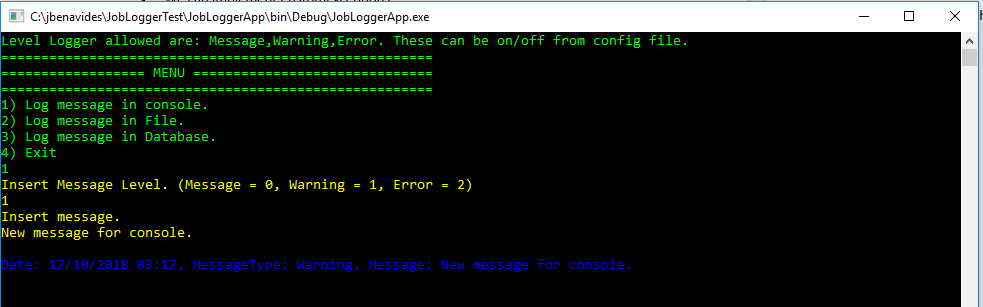 C:\jbenavides\JobLoggerTest\JobLoggerApp\bin\Debug\JobLoggerApp.exe
Level Logger allowed are: Message,Warning,Error. These can be on/off from config file.
======================================================
================== MENU ==============================
======================================================
1) Log message in console.
2) Log message in File.
3) Log message in Database.
4) Exit
1
Insert Message Level. (Message = 0, Warning = 1, Error = 2)
1
Insert message.
New message for console.
Date: 17/10/2018 03:17, MessageType: Warning, Message: New message for console.